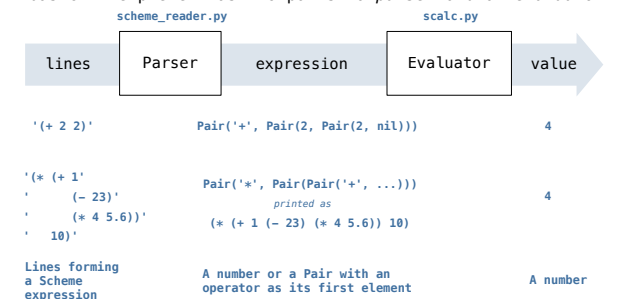 scheme_reader.py scalc.py
lines Parser expression Evaluator value
'(+ 2 2)' Pair('+', Pair(2, Pair(2, nil))) 4
'(* (+ 1'
' (− 23)'
' (* 4 5.6))'
' 10)'
Pair('*', Pair(Pair('+', ...)))
printed as
(* (+ 1 (− 23) (* 4 5.6)) 10)
4
Lines forming
a Scheme
expression
A number or a Pair with an
operator as its first element
A number